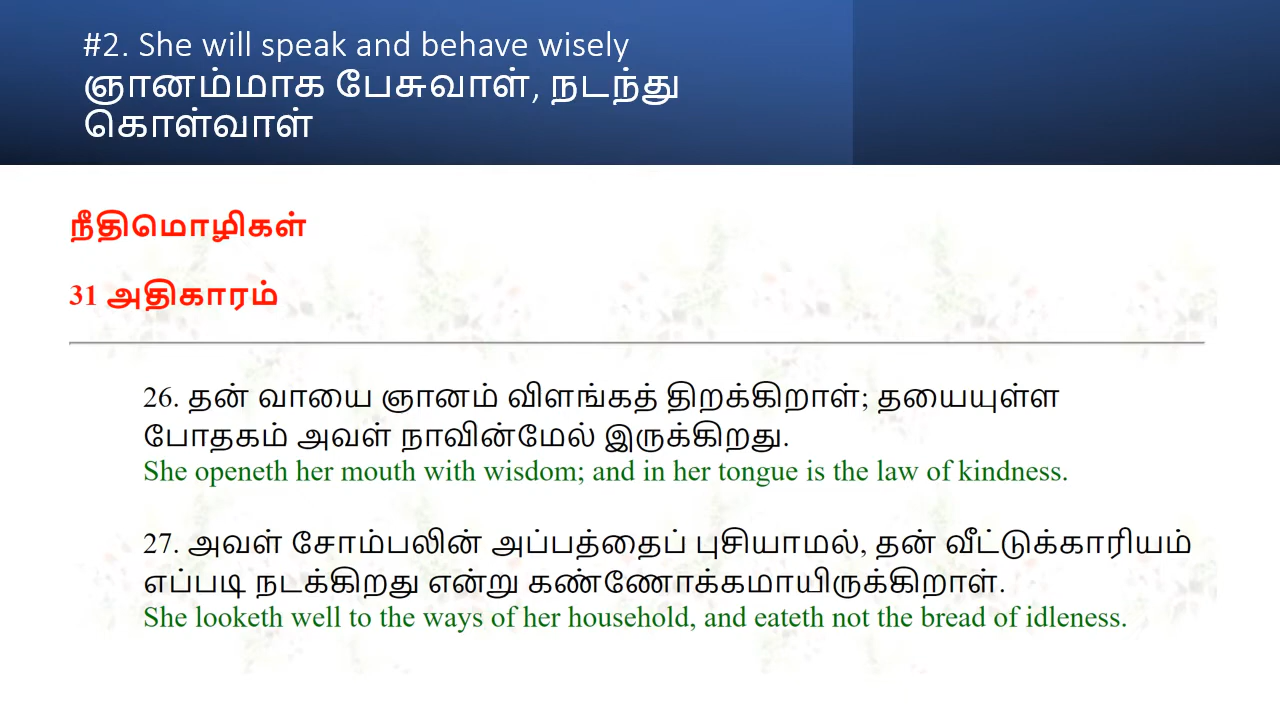 #2. She will speak and behave wisely
ஞானம்மாக பேசுவாள், நடந்து
கொள்வாள்
நீதிமொழிகள்
31 அதிகாரம்
26. தன் வாயை ஞானம் விளங்கத் திறக்கிறாள்; தயையுள்ள
போதகம் அவள் நாவின்மேல் இருக்கிறது.
She openeth her mouth with wisdom; and in her tongue is the law of kindness.
27. அவள் சோம்பலின் அப்பத்தைப் புசியாமல், தன் வீட்டுக்காரியம்
எப்படி நடக்கிறது என்று கண்ணோக்கமாயிருக்கிறாள்.
She looketh well to the ways of her household, and eateth not the bread of idleness.